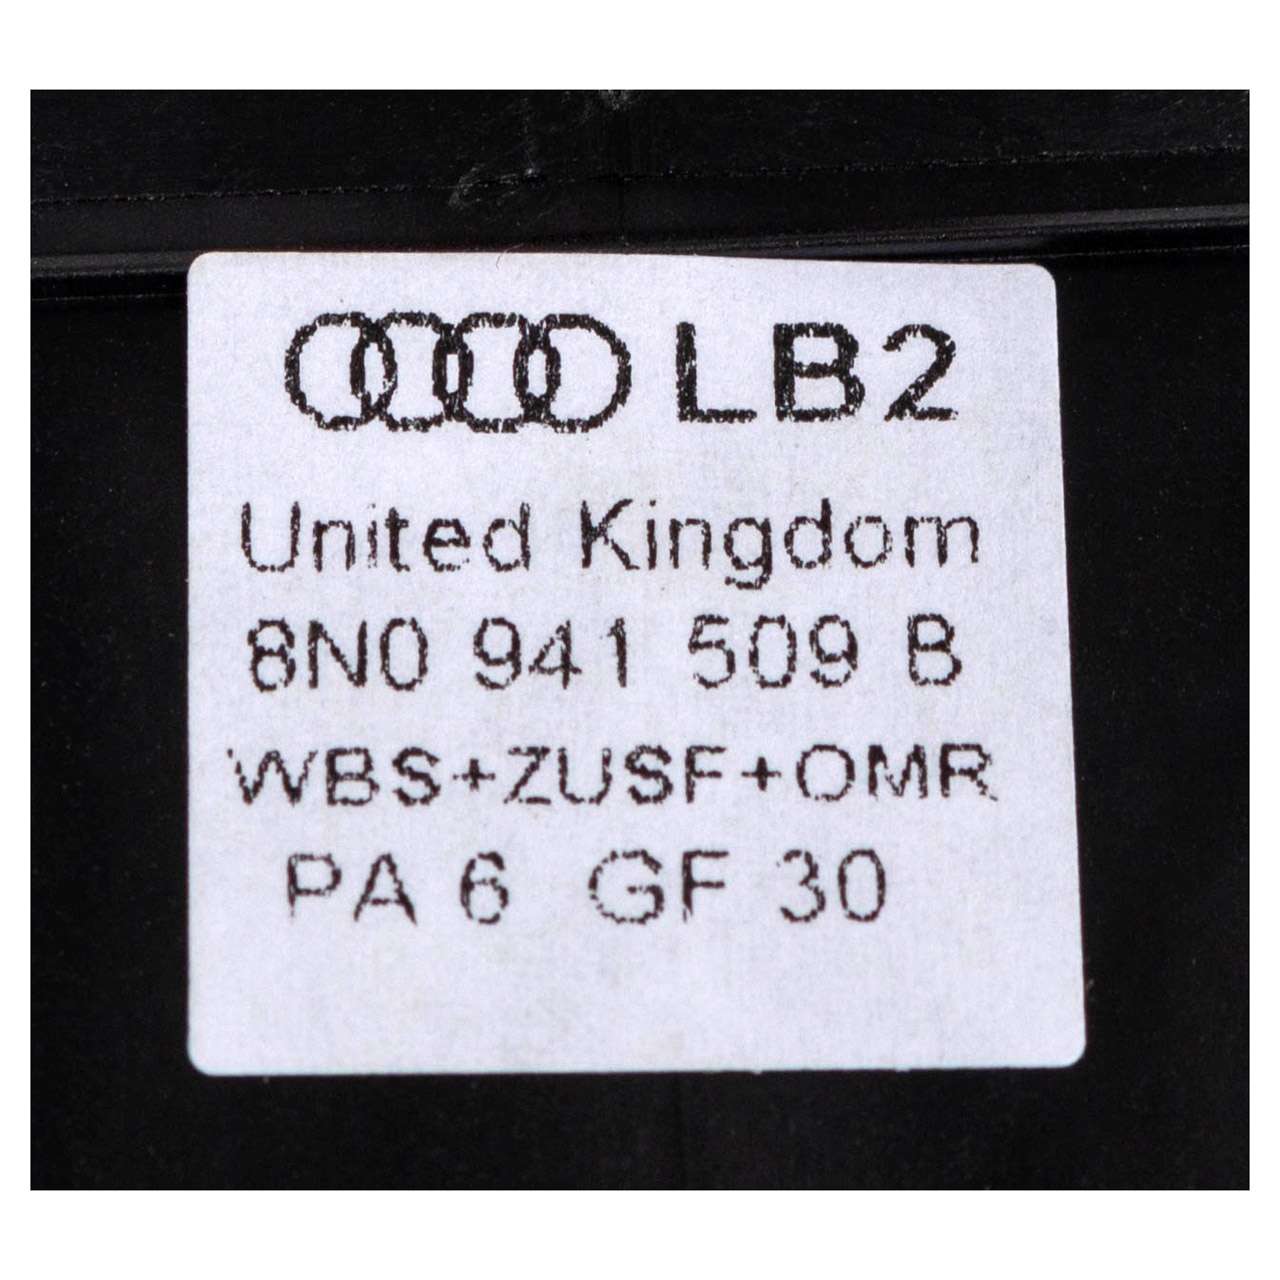 LB2
United Kingdom
8N0 941 509 B
WBS+ZUSF+OMR
PA 6 GF 30